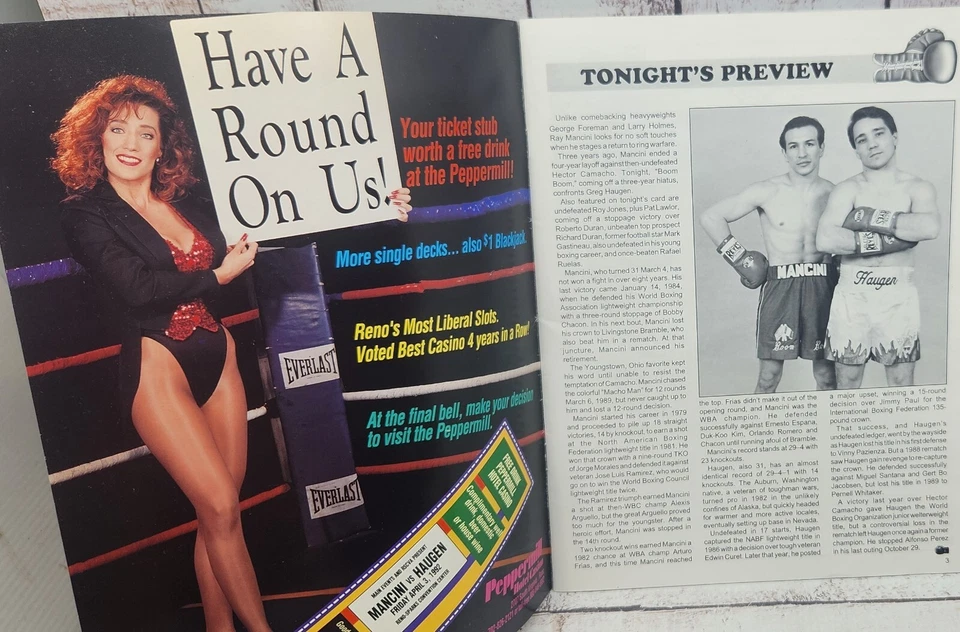 Have A
Round
On Us!
Your ticket stub
worth a free drink
at the Peppermill!
More single decks... also $1 Blackjack.
Reno's Most Liberal Slots.
Voted Best Casino 4 years in a Row!
At the final bell, make your decision
to visit the Peppermill.
EVERLAST
EVERLAST
FREE DRINK
PEPPERMILL
HOTEL CASINO
Complimentary
drink, domestic
beer
or house wine
MAIN EVENTS AND
PRESENT
MANCINI vs HAUGEN
FRIDAY APRIL 3, 1992
RENO-SPARKS CONVENTION CENTER
Peppermill
Hotel Casino
TONIGHT'S PREVIEW
Unlike comebacking heavyweights
George Foreman and Larry Holmes,
Ray Mancini looks for no soft touches
when he stages a return to ring warfare.
Three years ago, Mancini ended a
four-year layoff against then-undefeated
Hector Camacho. Tonight, "Boom
Boom," coming off a three-year hiatus,
confronts Greg Haugen.
Also featured on tonight's card are
undefeated Roy Jones, plus Pat Lawlor,
coming off a stoppage victory over
Roberto Duran, unbeaten top prospect
Richard Duran, former football star Mark
Gastineau, also undefeated in his young
boxing career, and once-beaten Rafael
Ruelas.
Mancini, who turned 31 March 4, has
not won a fight in over eight years. His
last victory came January 14, 1984,
when he defended his World Boxing
Association lightweight championship
with a three-round stoppage of Bobby
Chacon. In his next bout, Mancini lost
his crown to Livingstone Bramble, who
also beat him in a rematch. At that
juncture, Mancini announced his
retirement.
The Youngstown, Ohio favorite kept
his word until unable to resist the
temptation of Camacho. Mancini chased
the colorful "Macho Man" for 12 rounds
March 6, 1989, but never caught up to
him and lost a 12-round decision.
Mancini started his career in 1979
and proceeded to pile up 16 straight
victories, 14 by knockout, to earn a shot
at the North American Boxing
Federation lightweight title in 1981. He
won that crown with a nine-round TKO
of Jorge Morales and defended it against
veteran Jose Luis Ramirez, who would
go on to win the World Boxing Council
lightweight title twice.
The Ramirez triumph earned Mancini
a shot at then-WBC champ Alexis
Arguello, but the great Arguello proved
too much for the youngster. After a
heroic effort, Mancini was stopped in
the 14th round.
Two knockout wins earned Mancini a
1982 chance at WBA champ Arturo
Frias, and this time Mancini reached
MANCINI
Boom
Haugen
the top. Frias didn't make it out of the
opening round, and Mancini was the
WBA champ. He defended
successfully against Ernesto Espana,
Duk-Koo Kim, Orlando Romero and
Chacon until running afoul of Bramble.
Mancini's record stands at 29-4 with
23 knockouts.
Haugen, also 31, has an almost
identical record of 29-4-1 with 14
knockouts. The Auburn, Washington
native, a veteran of toughman wars,
turned pro in 1982 in the unlikely
confines of Alaska, but quickly headed
for warmer and more active locales,
eventually setting up base in Nevada.
Undefeated in 17 starts, Haugen
captured the NABF lightweight title in
1986 with a decision over tough veteran
Edwin Curet. Later that year, he posted
a major upset, winning a 15-round
decision over Jimmy Paul for the
International Boxing Federation 135-
pound crown.
That success, and Haugen's
undefeated ledger, went by the wayside
as Haugen lost his title in his first defense
to Vinny Pazienza. But a 1988 rematch
saw Haugen gain revenge to re-capture
the crown. He defended successfully
against Miguel Santana and Gert Bo
Jacobsen, but lost his title in 1989 to
Pernell Whitaker.
A victory last year over Hector
Camacho gave Haugen the World
Boxing Organization junior welterweight
title, but a controversial loss in the
rematch left Haugen once again a former
champion. He stopped Alfonso Perez
in his last outing October 29.
3